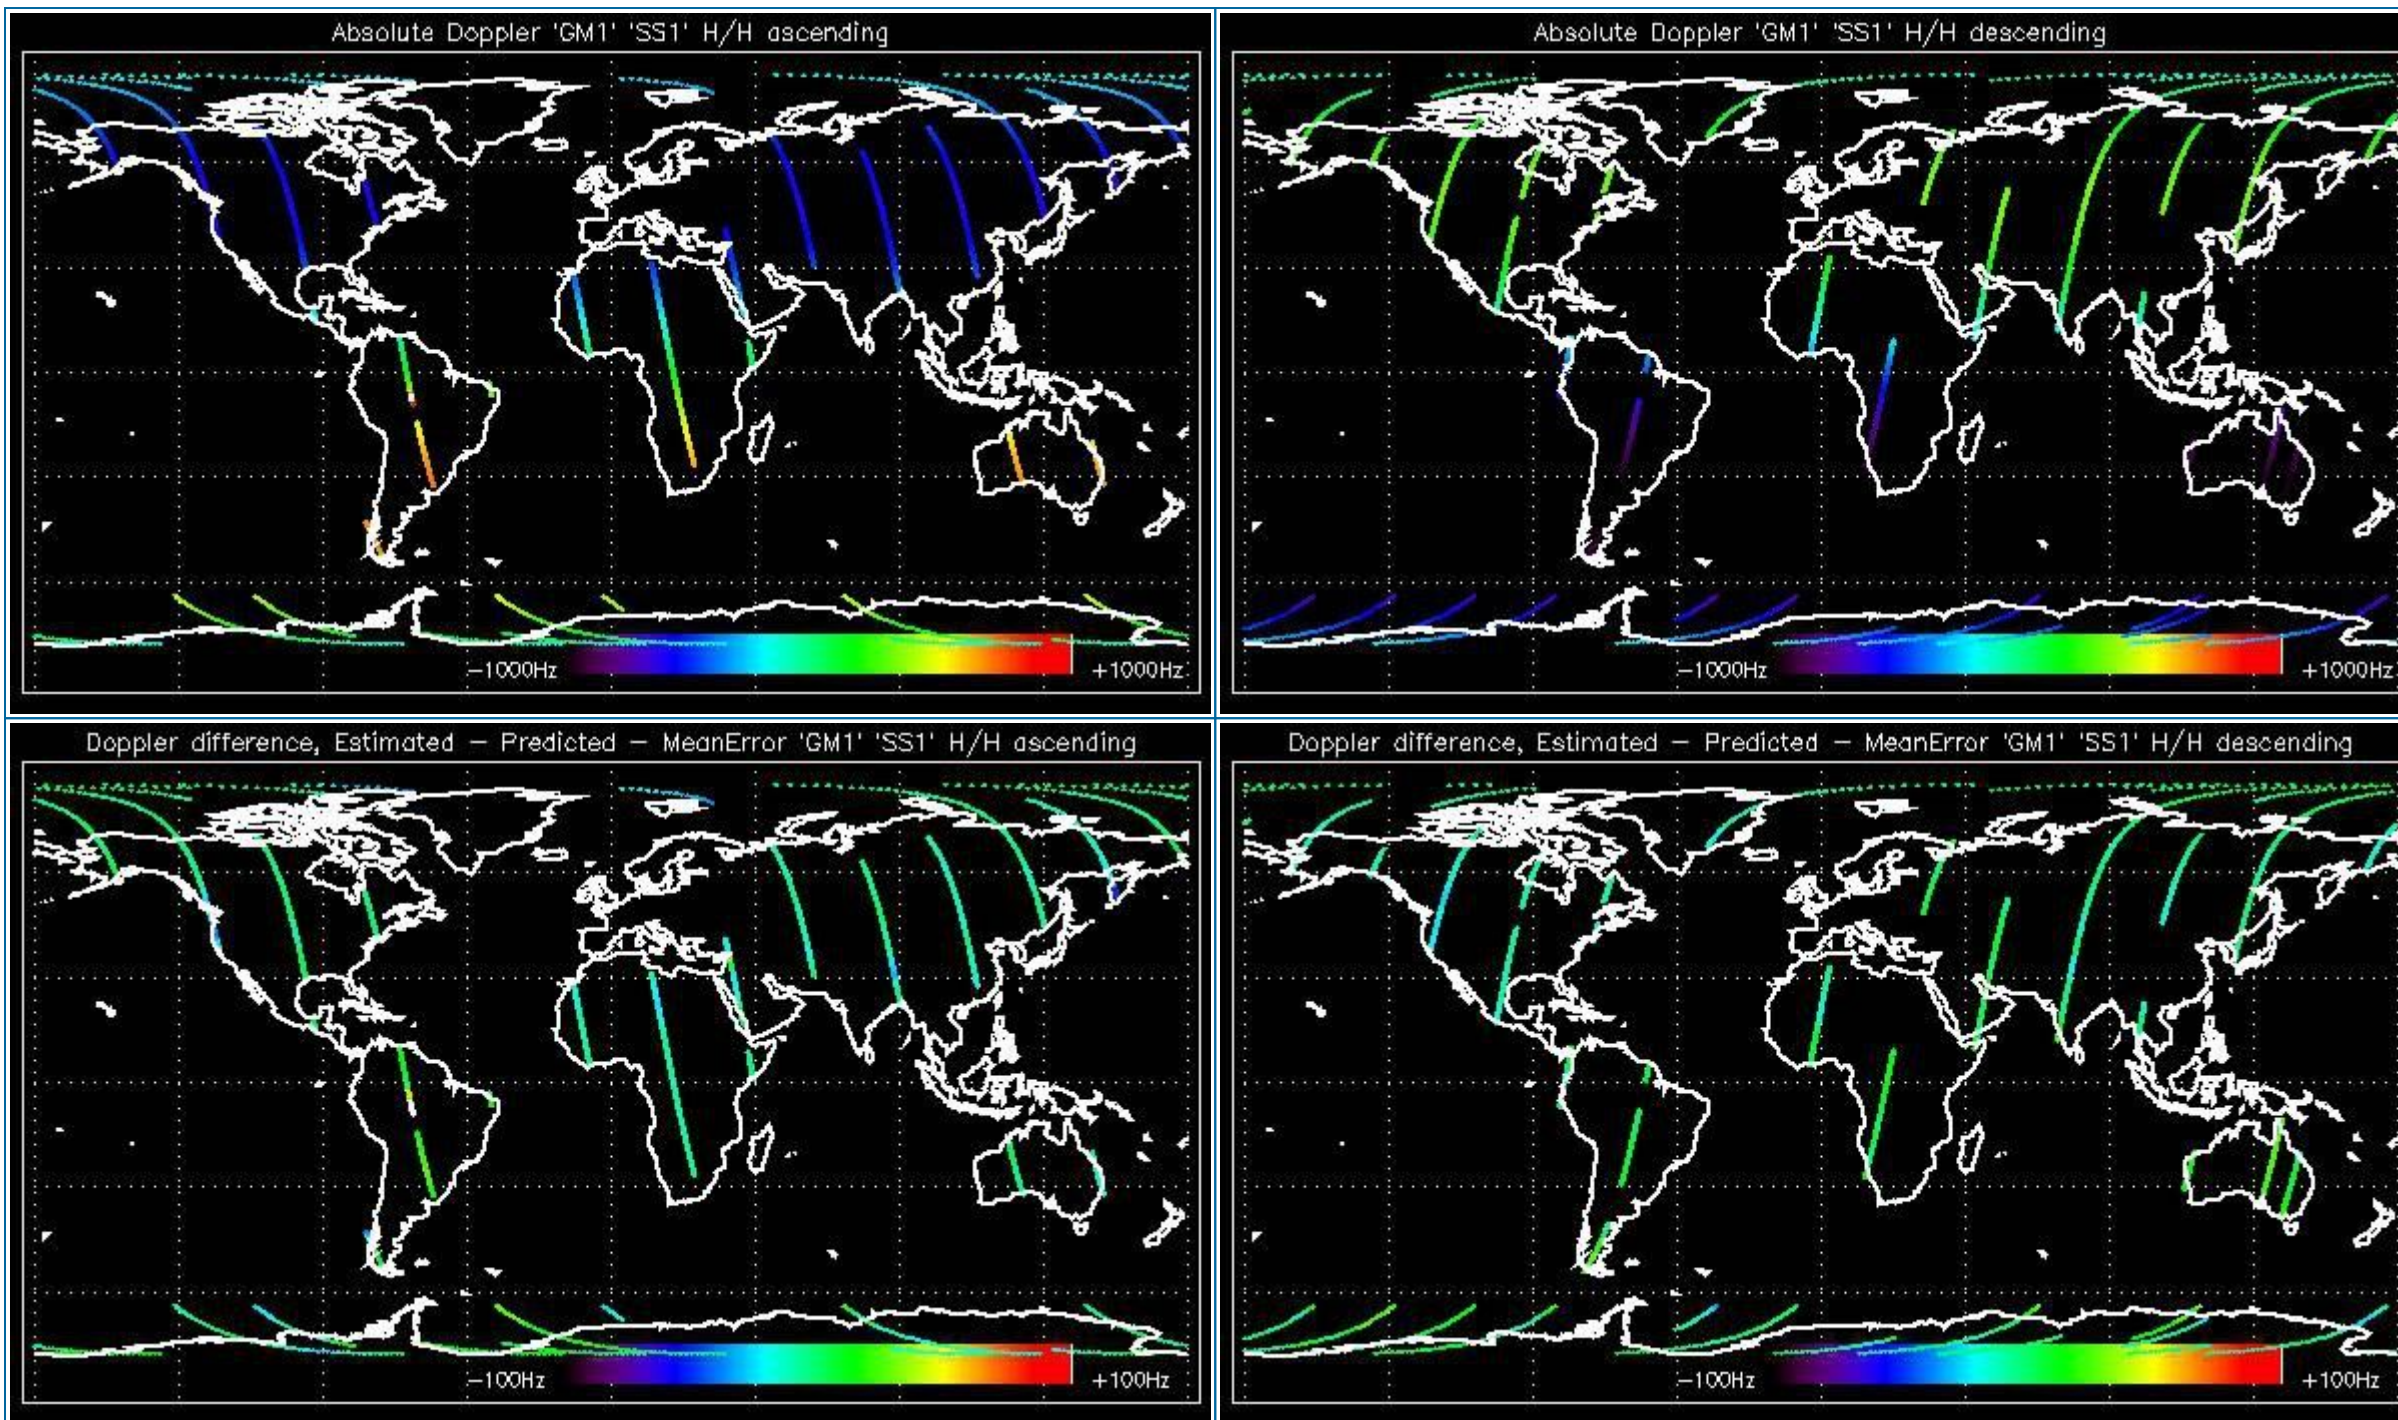 Absolute Doppler 'GM1' 'SS1' H/H ascending
-1000Hz
+1000Hz
Absolute Doppler 'GM1' 'SS1' H/H descending
-1000Hz
+1000Hz
Doppler difference, Estimated - Predicted - MeanError 'GM1' 'SS1' H/H ascending
-100Hz
+100Hz
Doppler difference, Estimated - Predicted - MeanError 'GM1' 'SS1' H/H descending
-100Hz
+100Hz